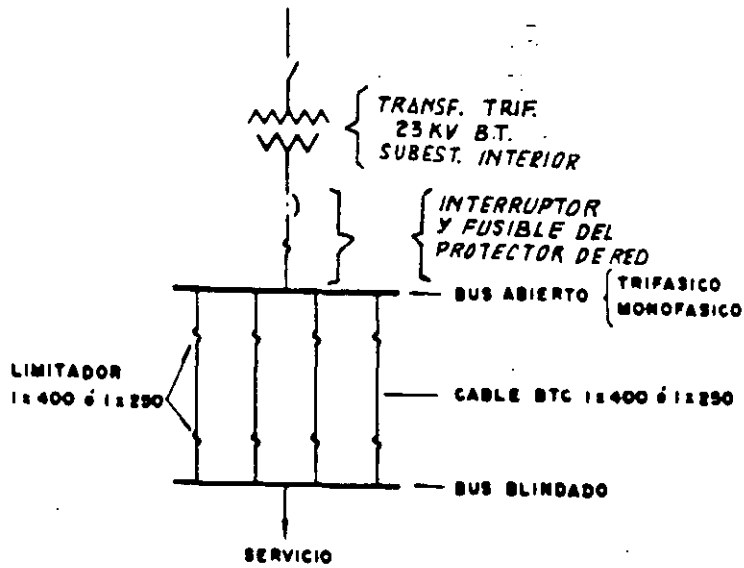 TRANSF. TRIF.
23 KV B.T.
SUBEST. INTERIOR
INTERRUPTOR
Y FUSIBLE DEL
PROTECTOR DE RED
BUS ABIERTO
TRIFASICO
MONOFASICO
LIMITADOR
1x400 ó 1x250
CABLE BTC 1x400 ó 1x250
BUS BLINDADO
SERVICIO